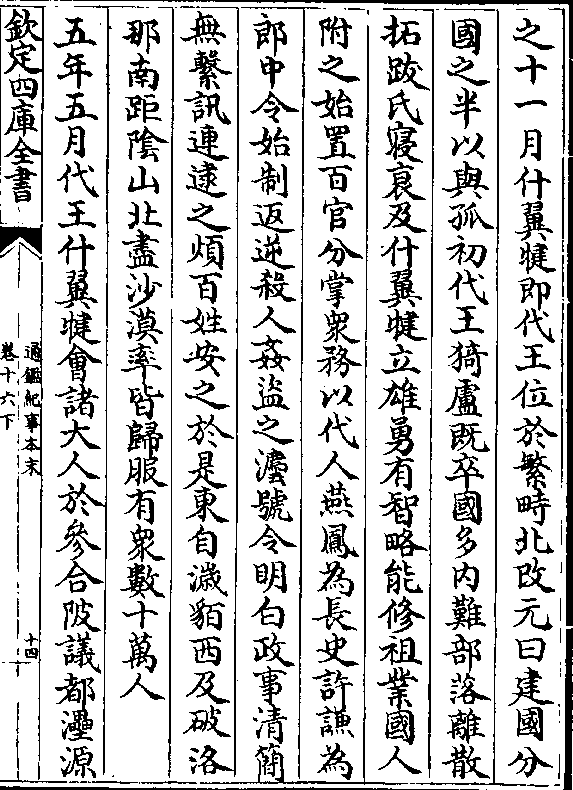 之十一月什翼犍即代王位於繁畤北改元曰建國分
國之半以與孤初代王猗盧既卒國多内難部落離散
拓跋氏寝衰及什翼犍立雄勇有智略能修祖業國人
附之始置百官分掌衆務以代人燕鳳為長史許謙為
郎中令始制返逆殺人姦盜之灋號令明白政事清簡
無繫訊連逮之煩百姓安之於是東自濊貊西及破洛
那南距陰山北盡沙漠率皆歸服有衆數十萬人
五年五月代王什翼犍會諸大人於參合陂議都灅源
欽定四庫全書
通鑑紀事本末
卷十六下
十四